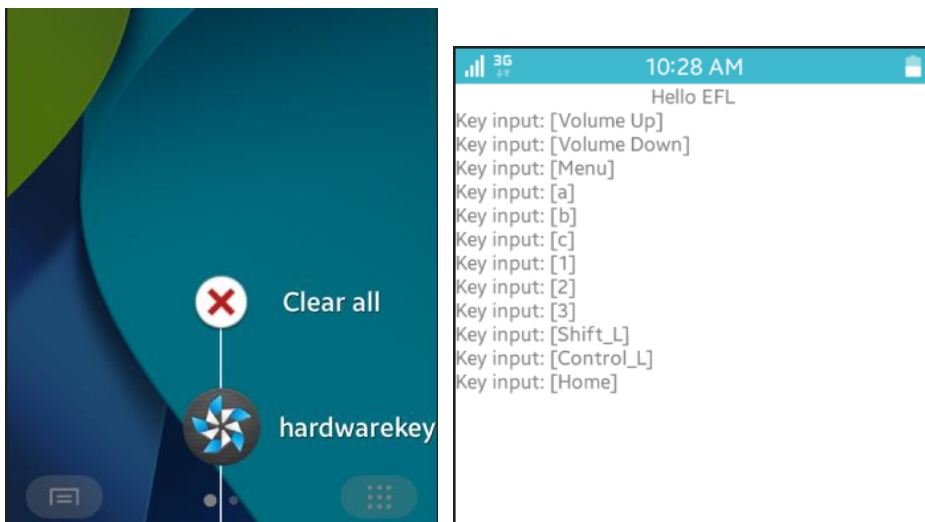 Clear all
hardwarekey
3G
10:28 AM
Hello EFL
Key input: [Volume Up]
Key input: [Volume Down]
Key input: [Menu]
Key input: [a]
Key input: [b]
Key input: [c]
Key input: [1]
Key input: [2]
Key input: [3]
Key input: [Shift_L]
Key input: [Control_L]
Key input: [Home]